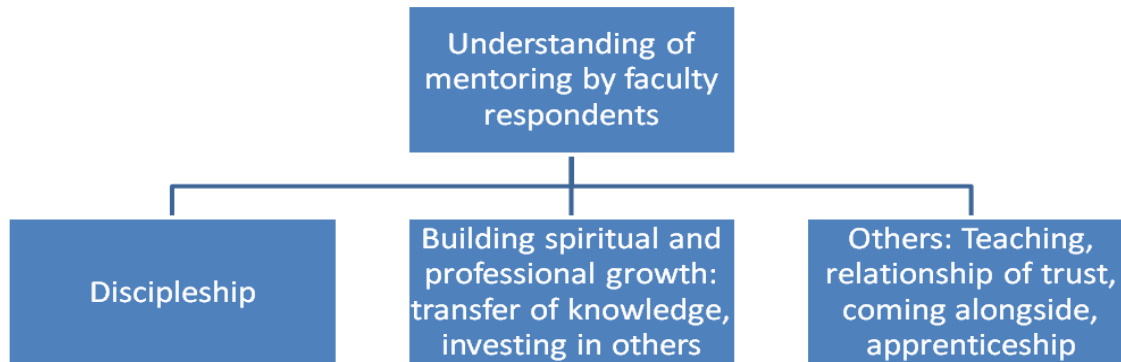 Understanding of
mentoring by faculty
respondents
Discipleship
Building spiritual and
professional growth:
transfer of knowledge,
investing in others
Others: Teaching,
relationship of trust,
coming alongside,
apprenticeship